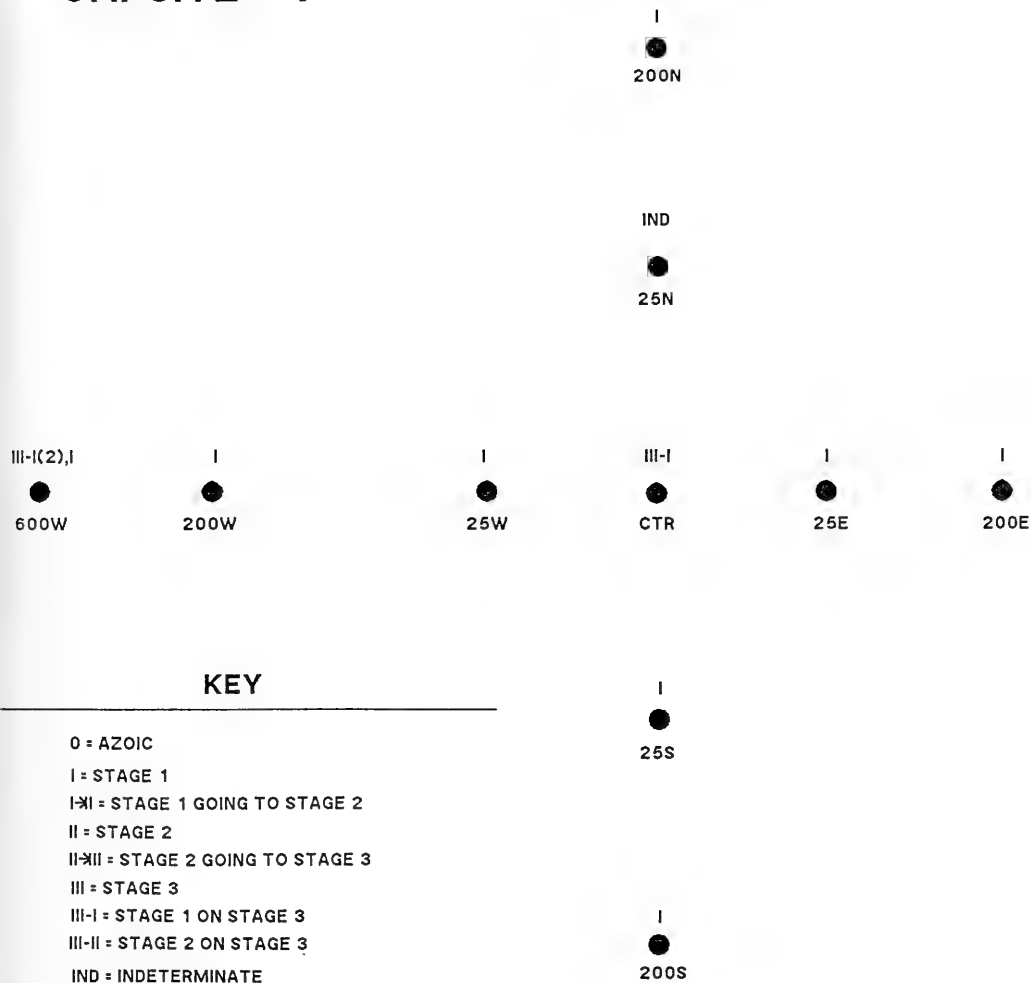 I
200N
IND
25N
III-I(2),I I I III-I I I
600W 200W 25W CTR 25E 200E
KEY
0 = AZOIC
I = STAGE 1
I→II = STAGE 1 GOING TO STAGE 2
II = STAGE 2
II→III = STAGE 2 GOING TO STAGE 3
III = STAGE 3
III-I = STAGE 1 ON STAGE 3
III-II = STAGE 2 ON STAGE 3
IND = INDETERMINATE
I
25S
I
200S